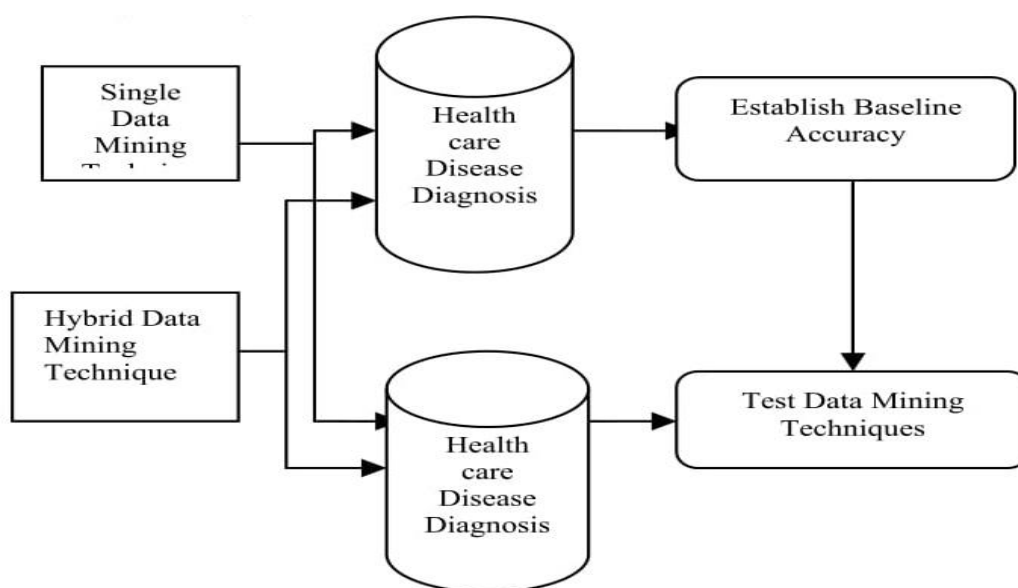 Single
Data
Mining
Health
care
Disease
Diagnosis
Establish Baseline
Accuracy
Hybrid Data
Mining
Technique
Health
care
Disease
Diagnosis
Test Data Mining
Techniques